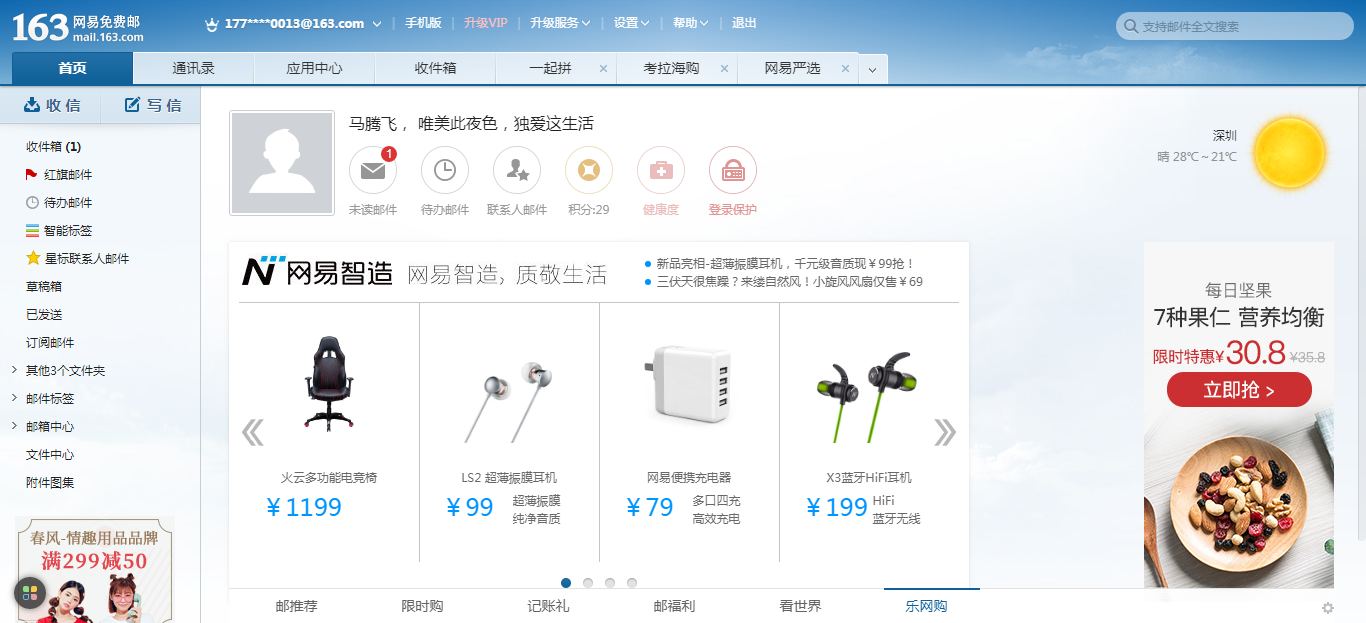 163 网易免费邮
mail.163.com
177****0013@163.com
手机版
升级VIP
升级服务
设置
帮助
退出
支持邮件全文搜索
首页
通讯录
应用中心
收件箱
一起拼
考拉海购
网易严选
收信
写信
收件箱 (1)
红旗邮件
待办邮件
智能标签
星标联系人邮件
草稿箱
已发送
订阅邮件
其他3个文件夹
邮件标签
邮箱中心
文件中心
附件图集
春风-情趣用品品牌
满299减50
马腾飞，唯美此夜色，独爱这生活
1
未读邮件
待办邮件
联系人邮件
积分:29
健康度
登录保护
深圳
晴 28℃～21℃
网易智造
网易智造，质敬生活
新品亮相-超薄振膜耳机，千元级音质现￥99抢！
三伏天很焦躁？来缕自然风！小旋风风扇仅售￥69
火云多功能电竞椅
￥1199
LS2 超薄振膜耳机
￥99
超薄振膜
纯净音质
网易便携充电器
￥79
多口四充
高效充电
X3蓝牙HiFi耳机
￥199
HiFi
蓝牙无线
每日坚果
7种果仁 营养均衡
限时特惠¥30.8 ¥35.8
立即抢 >
邮推荐
限时购
记账礼
邮福利
看世界
乐网购